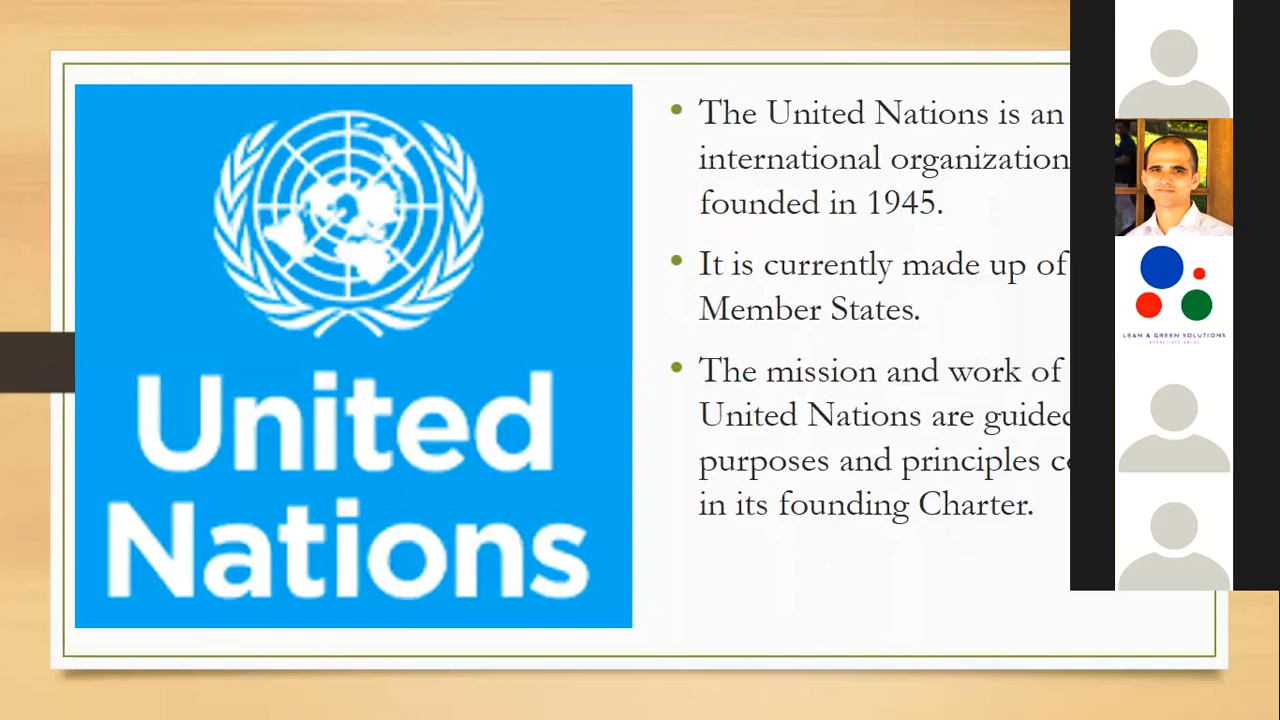 United
Nations
The United Nations is an
international organization
founded in 1945.
It is currently made up of
Member States.
The mission and work of
United Nations are guided
purposes and principles
in its founding Charter.
LEAN & GREEN SOLUTIONS